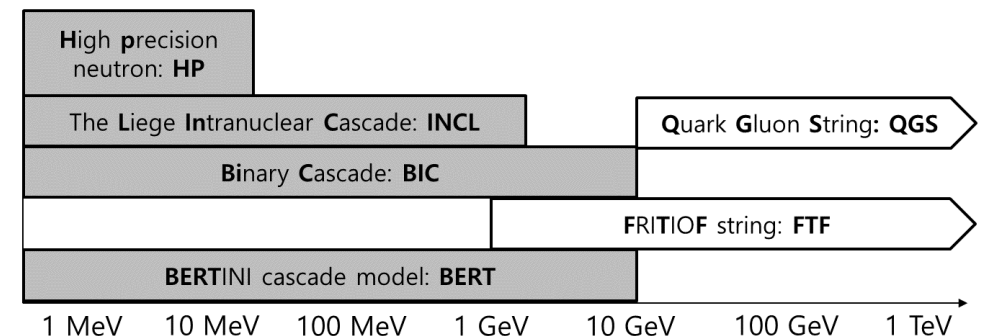 High precision
neutron: HP
The Liege Intranuclear Cascade: INCL
Quark Gluon String: QGS
Binary Cascade: BIC
FRITIOF string: FTF
BERTINI cascade model: BERT
1 MeV 10 MeV 100 MeV 1 GeV 10 GeV 100 GeV 1 TeV